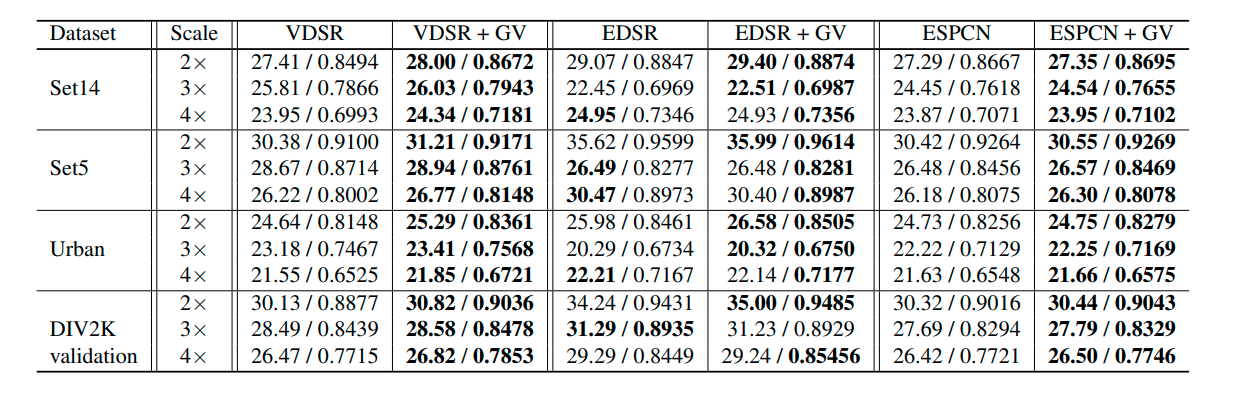 Dataset Scale VDSR VDSR + GV EDSR EDSR + GV ESPCN ESPCN + GV
2× 27.41 / 0.8494 28.00 / 0.8672 29.07 / 0.8847 29.40 / 0.8874 27.29 / 0.8667 27.35 / 0.8695
Set14 3× 25.81 / 0.7866 26.03 / 0.7943 22.45 / 0.6969 22.51 / 0.6987 24.45 / 0.7618 24.54 / 0.7655
4× 23.95 / 0.6993 24.34 / 0.7181 24.95 / 0.7346 24.93 / 0.7356 23.87 / 0.7071 23.95 / 0.7102
2× 30.38 / 0.9100 31.21 / 0.9171 35.62 / 0.9599 35.99 / 0.9614 30.42 / 0.9264 30.55 / 0.9269
Set5 3× 28.67 / 0.8714 28.94 / 0.8761 26.49 / 0.8277 26.48 / 0.8281 26.48 / 0.8456 26.57 / 0.8469
4× 26.22 / 0.8002 26.77 / 0.8148 30.47 / 0.8973 30.40 / 0.8987 26.18 / 0.8075 26.30 / 0.8078
2× 24.64 / 0.8148 25.29 / 0.8361 25.98 / 0.8461 26.58 / 0.8505 24.73 / 0.8256 24.75 / 0.8279
Urban 3× 23.18 / 0.7467 23.41 / 0.7568 20.29 / 0.6734 20.32 / 0.6750 22.22 / 0.7129 22.25 / 0.7169
4× 21.55 / 0.6525 21.85 / 0.6721 22.21 / 0.7167 22.14 / 0.7177 21.63 / 0.6548 21.66 / 0.6575
2× 30.13 / 0.8877 30.82 / 0.9036 34.24 / 0.9431 35.00 / 0.9485 30.32 / 0.9016 30.44 / 0.9043
DIV2K 3× 28.49 / 0.8439 28.58 / 0.8478 31.29 / 0.8935 31.23 / 0.8929 27.69 / 0.8294 27.79 / 0.8329
validation 4× 26.47 / 0.7715 26.82 / 0.7853 29.29 / 0.8449 29.24 / 0.85456 26.42 / 0.7721 26.50 / 0.7746